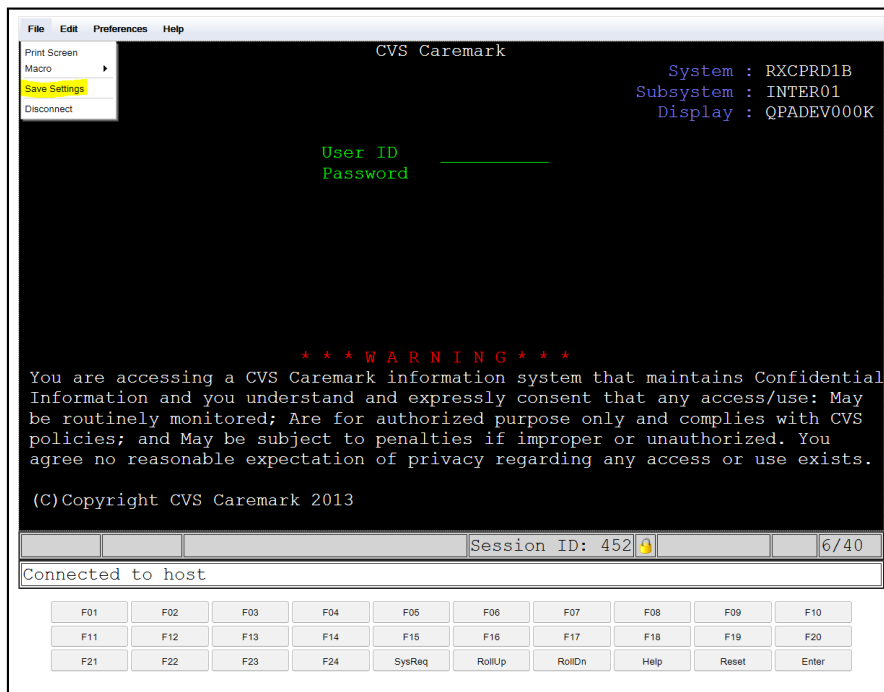 File Edit Preferences Help
Print Screen
Macro
Save Settings
Disconnect
CVS Caremark
System : RXCPRD1B
Subsystem : INTER01
Display : QPADEV000K
User ID
Password
* * * W A R N I N G * * *
You are accessing a CVS Caremark information system that maintains Confidential
Information and you understand and expressly consent that any access/use: May
be routinely monitored; Are for authorized purpose only and complies with CVS
policies; and May be subject to penalties if improper or unauthorized. You
agree no reasonable expectation of privacy regarding any access or use exists.
(C)Copyright CVS Caremark 2013
Session ID: 452 6/40
Connected to host
F01 F02 F03 F04 F05 F06 F07 F08 F09 F10
F11 F12 F13 F14 F15 F16 F17 F18 F19 F20
F21 F22 F23 F24 SysReq RollUp RollDn Help Reset Enter